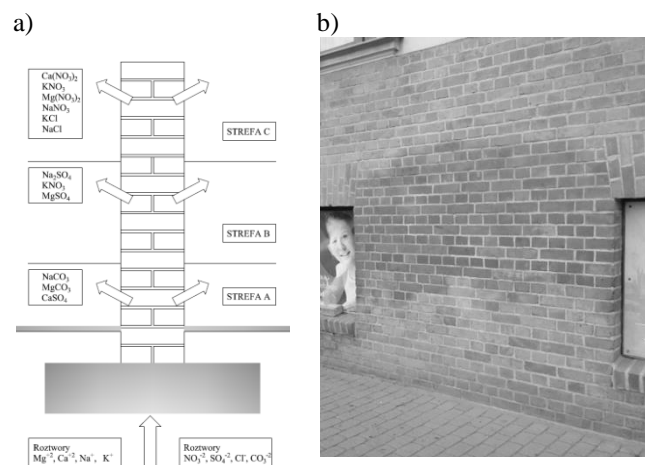 a)
b)
Ca(NO₃)₂
KNO₃
Mg(NO₃)₂
NaNO₃
KCl
NaCl
STREFA C
Na₂SO₄
KNO₃
MgSO₄
STREFA B
NaCO₃
MgCO₃
CaSO₄
STREFA A
Roztwory
Mg⁺², Ca⁺², Na⁺, K⁺
Roztwory
NO₃⁻², SO₄⁻², Cl⁻, CO₃⁻²